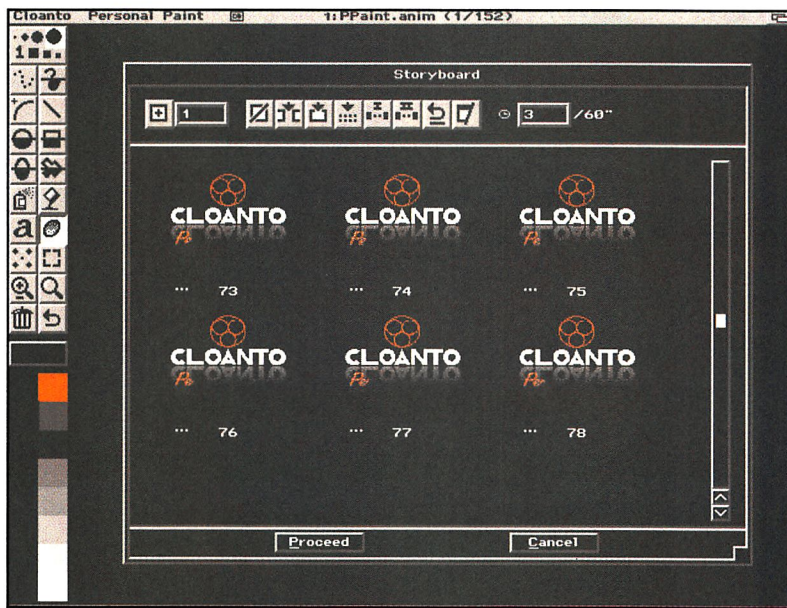 Cloanto Personal Paint 1:PPaint.anim (1/152)
1
Storyboard
1 3 /60"
CLOANTO CLOANTO CLOANTO
... 73 ... 74 ... 75
CLOANTO CLOANTO CLOANTO
... 76 ... 77 ... 78
a
Proceed Cancel